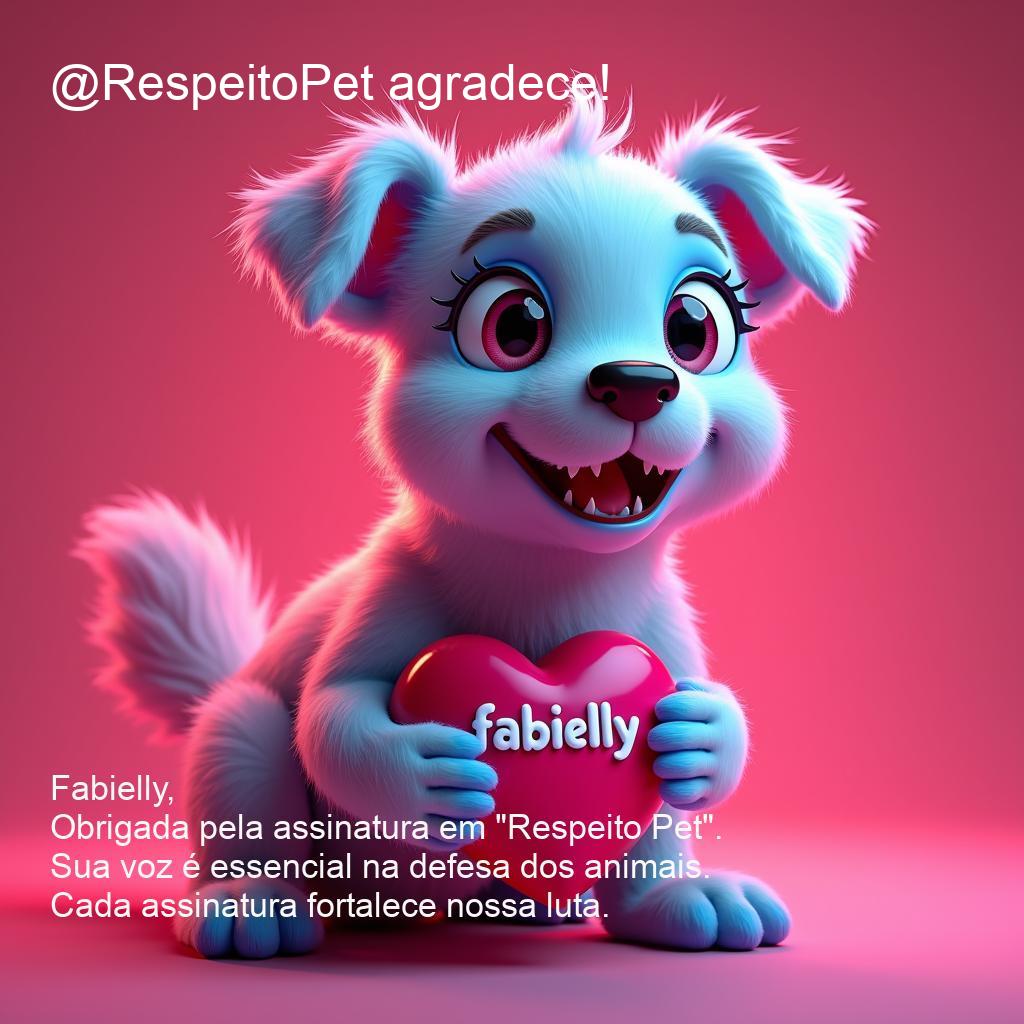 @RespeitoPet agradece!
fabielly
Fabielly,
Obrigada pela assinatura em "Respeito Pet".
Sua voz é essencial na defesa dos animais.
Cada assinatura fortalece nossa luta.